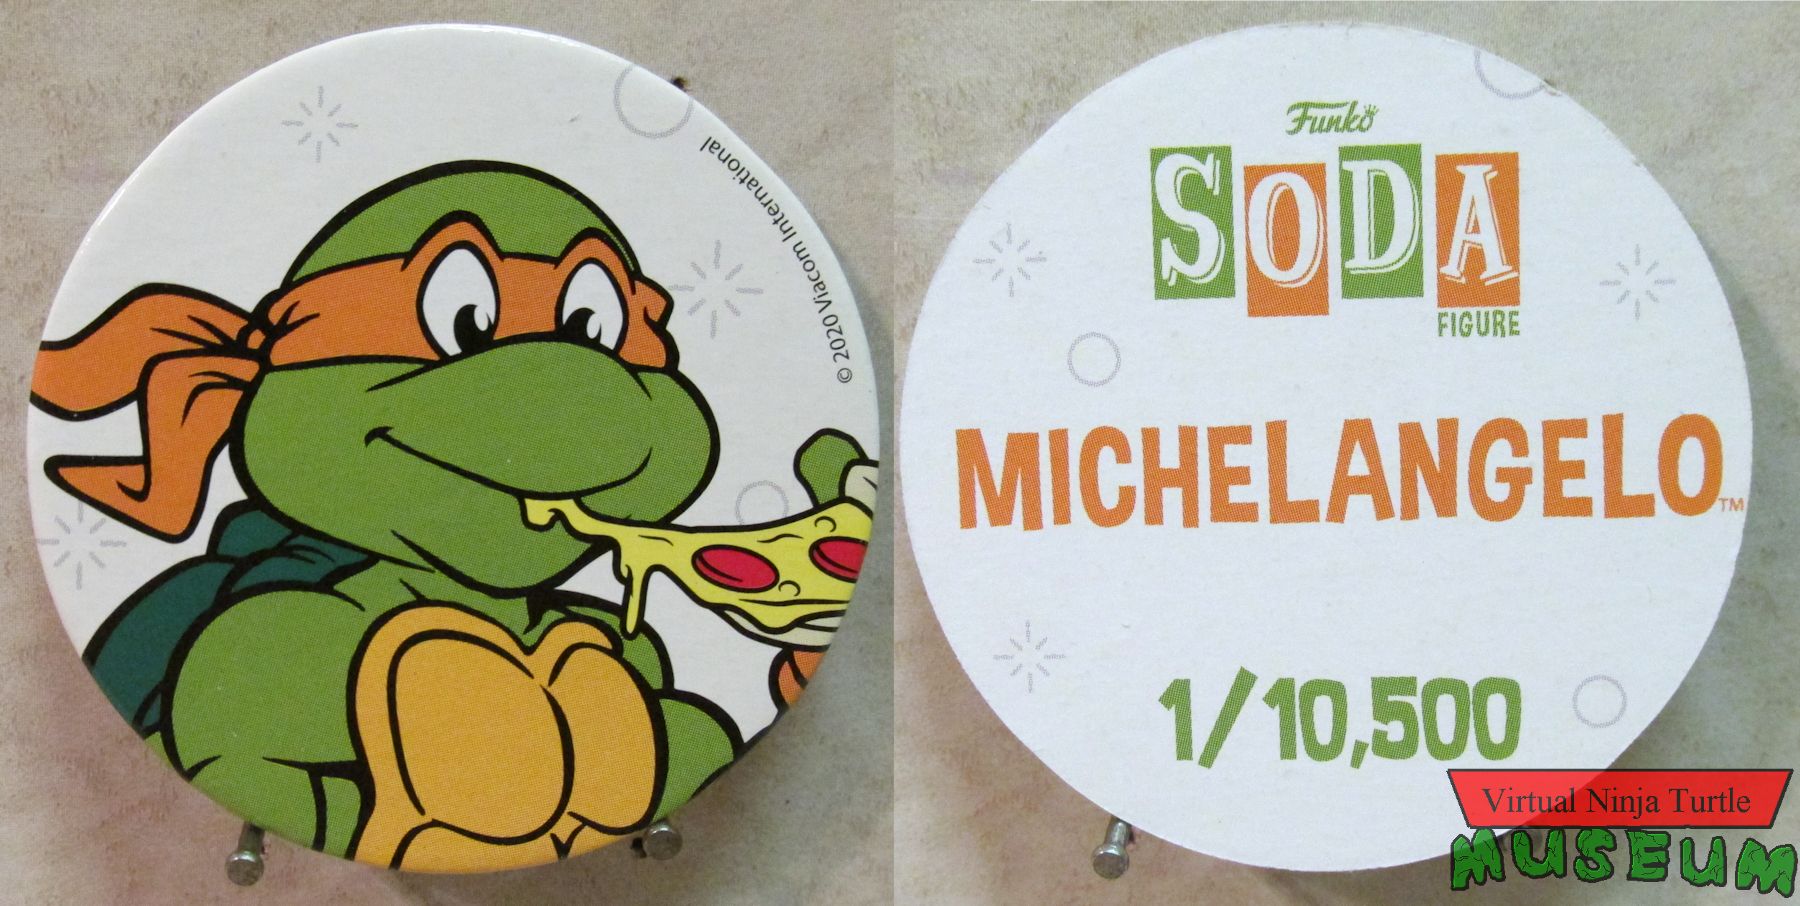 © 2020 Viacom International
Funko
SODA
FIGURE
MICHELANGELO™
1/10,500
Virtual Ninja Turtle
MUSEUM